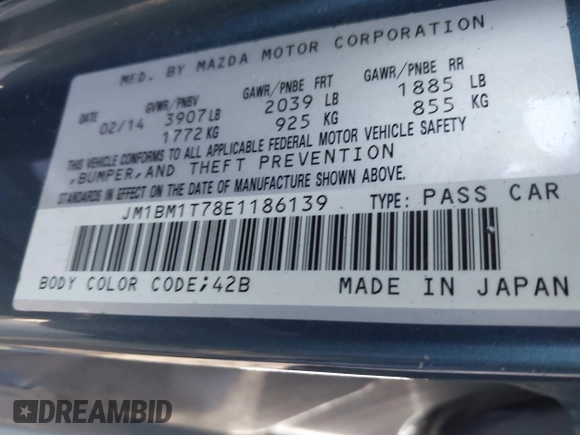 MFD. BY MAZDA MOTOR CORPORATION
DATE GVWR/PNBV GAWR/PNBE FRT GAWR/PNBE RR
02/14 3907 LB 2039 LB 1885 LB
1772 KG 925 KG 855 KG
THIS VEHICLE CONFORMS TO ALL APPLICABLE FEDERAL MOTOR VEHICLE SAFETY
,BUMPER,AND THEFT PREVENTION
STANDARDS IN EFFECT ON THE DATE OF MANUFACTURE SHOWN ABOVE.
JM1BM1T78E1186139 TYPE: PASS CAR
BODY COLOR CODE;42B MADE IN JAPAN
DREAMBID